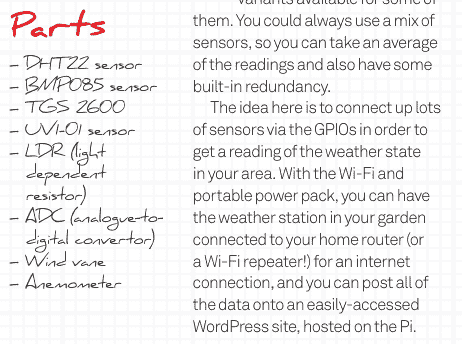 Parts
– DHT22 sensor
– BMP085 sensor
– TGS 2600
– UVI-01 sensor
– LDR (light
dependent
resistor)
– ADC (analogue-to-
digital convertor)
– Wind vane
– Anemometer
variants available for some of
them. You could always use a mix of
sensors, so you can take an average
of the readings and also have some
built-in redundancy.
The idea here is to connect up lots
of sensors via the GPIOs in order to
get a reading of the weather state
in your area. With the Wi-Fi and
portable power pack, you can have
the weather station in your garden
connected to your home router (or
a Wi-Fi repeater!) for an internet
connection, and you can post all of
the data onto an easily-accessed
WordPress site, hosted on the Pi.